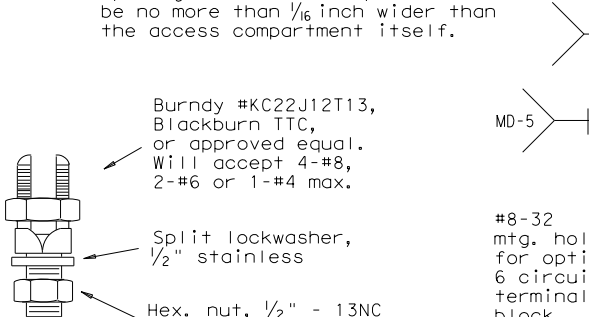 be no more than 1/16 inch wider than
the access compartment itself.
Burndy #KC22J12T13,
Blackburn TTC,
or approved equal.
Will accept 4-#8,
2-#6 or 1-#4 max.
Split lockwasher,
1/2" stainless
Hex. nut, 1/2" - 13NC
MD-5
#8-32
mtg. hol
for opti
6 circui
terminal
block